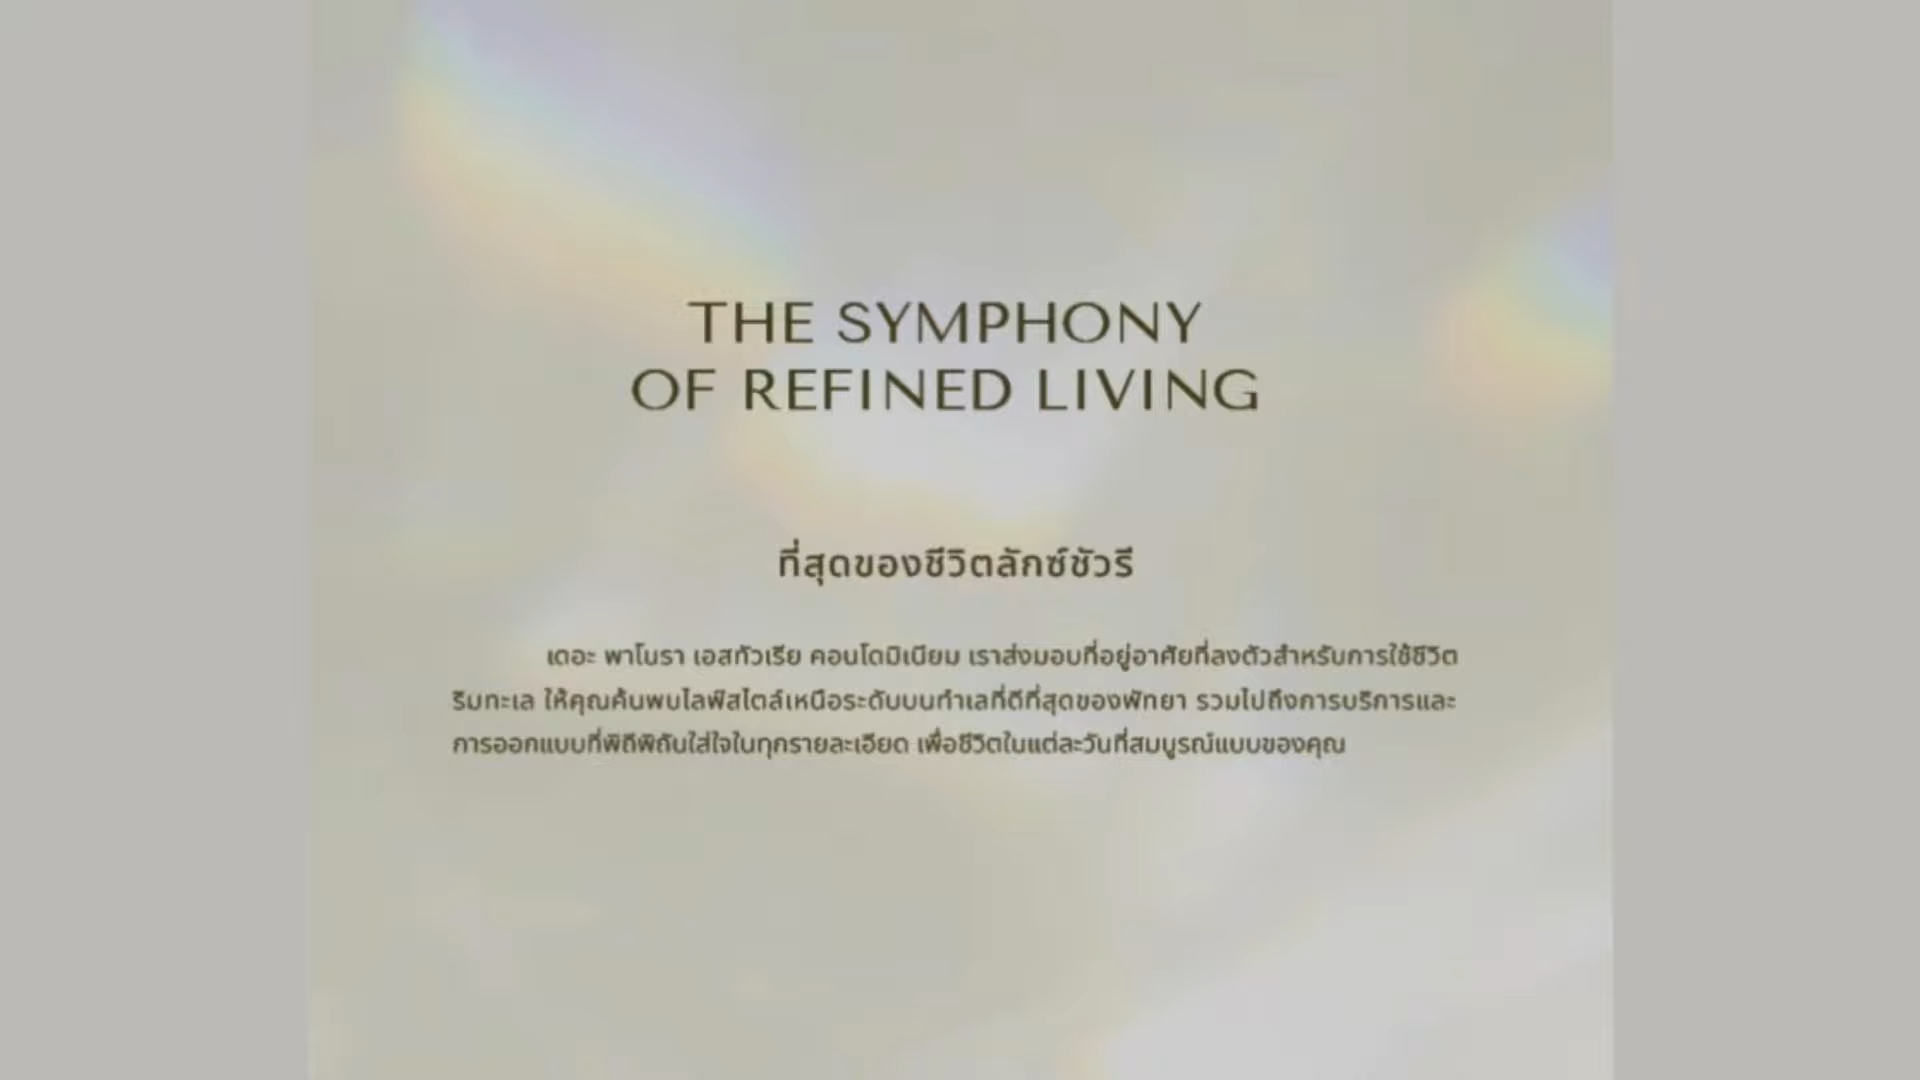 THE SYMPHONY
OF REFINED LIVING
ที่สุดของชีวิตลักซ์ชัวรี
เดอะ พาโนรา เอสทัวเรีย คอนโดมิเนียม เราส่งมอบที่อยู่อาศัยที่ลงตัวสำหรับการใช้ชีวิต
ริมทะเล ให้คุณค้นพบไลฟ์สไตล์เหนือระดับบนทำเลที่ดีที่สุดของพัทยา รวมไปถึงการบริการและ
การออกแบบที่พิถีพิถันใส่ใจในทุกรายละเอียด เพื่อชีวิตในแต่ละวันที่สมบูรณ์แบบของคุณ